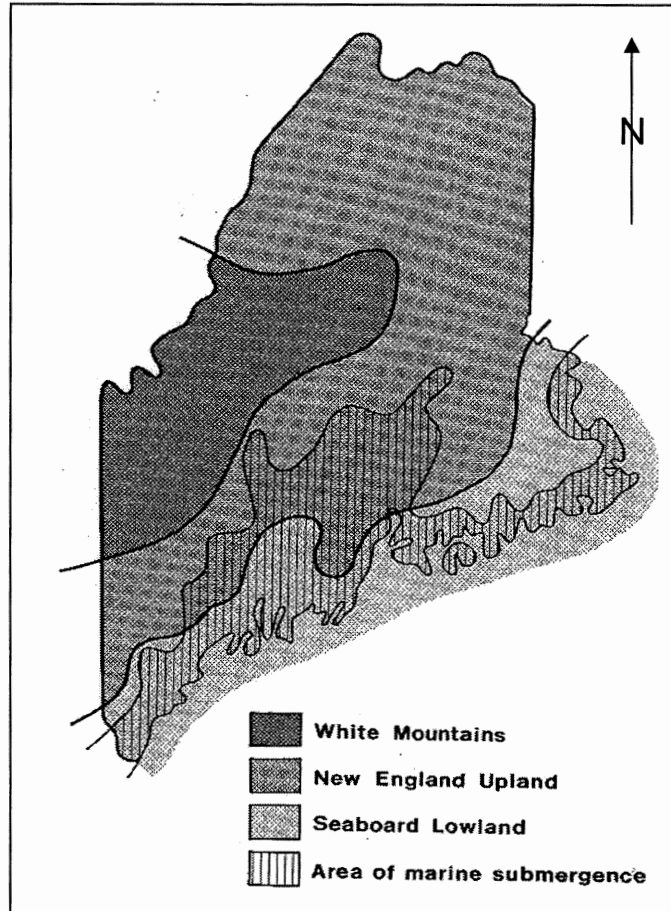 N
White Mountains
New England Upland
Seaboard Lowland
Area of marine submergence